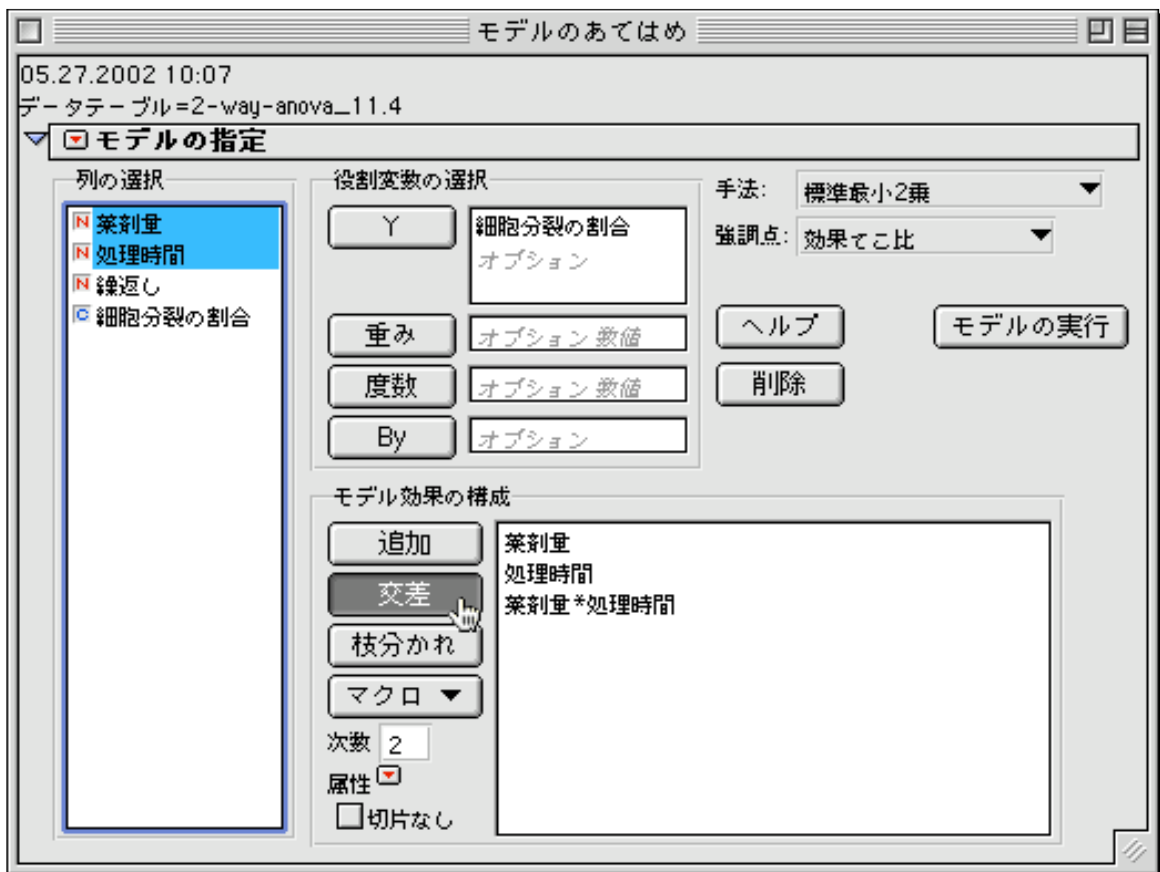 モデルのあてはめ
05.27.2002 10:07
データテーブル=2-way-anova_11.4
モデルの指定
列の選択
N 薬剤量
N 処理時間
N 繰返し
C 細胞分裂の割合
役割変数の選択
Y
細胞分裂の割合
オプション
重み
オプション 数値
度数
オプション 数値
By
オプション
手法: 標準最小2乗
強調点: 効果てこ比
ヘルプ
モデルの実行
削除
モデル効果の構成
追加
交差
枝分かれ
マクロ
次数 2
属性
切片なし
薬剤量
処理時間
薬剤量*処理時間